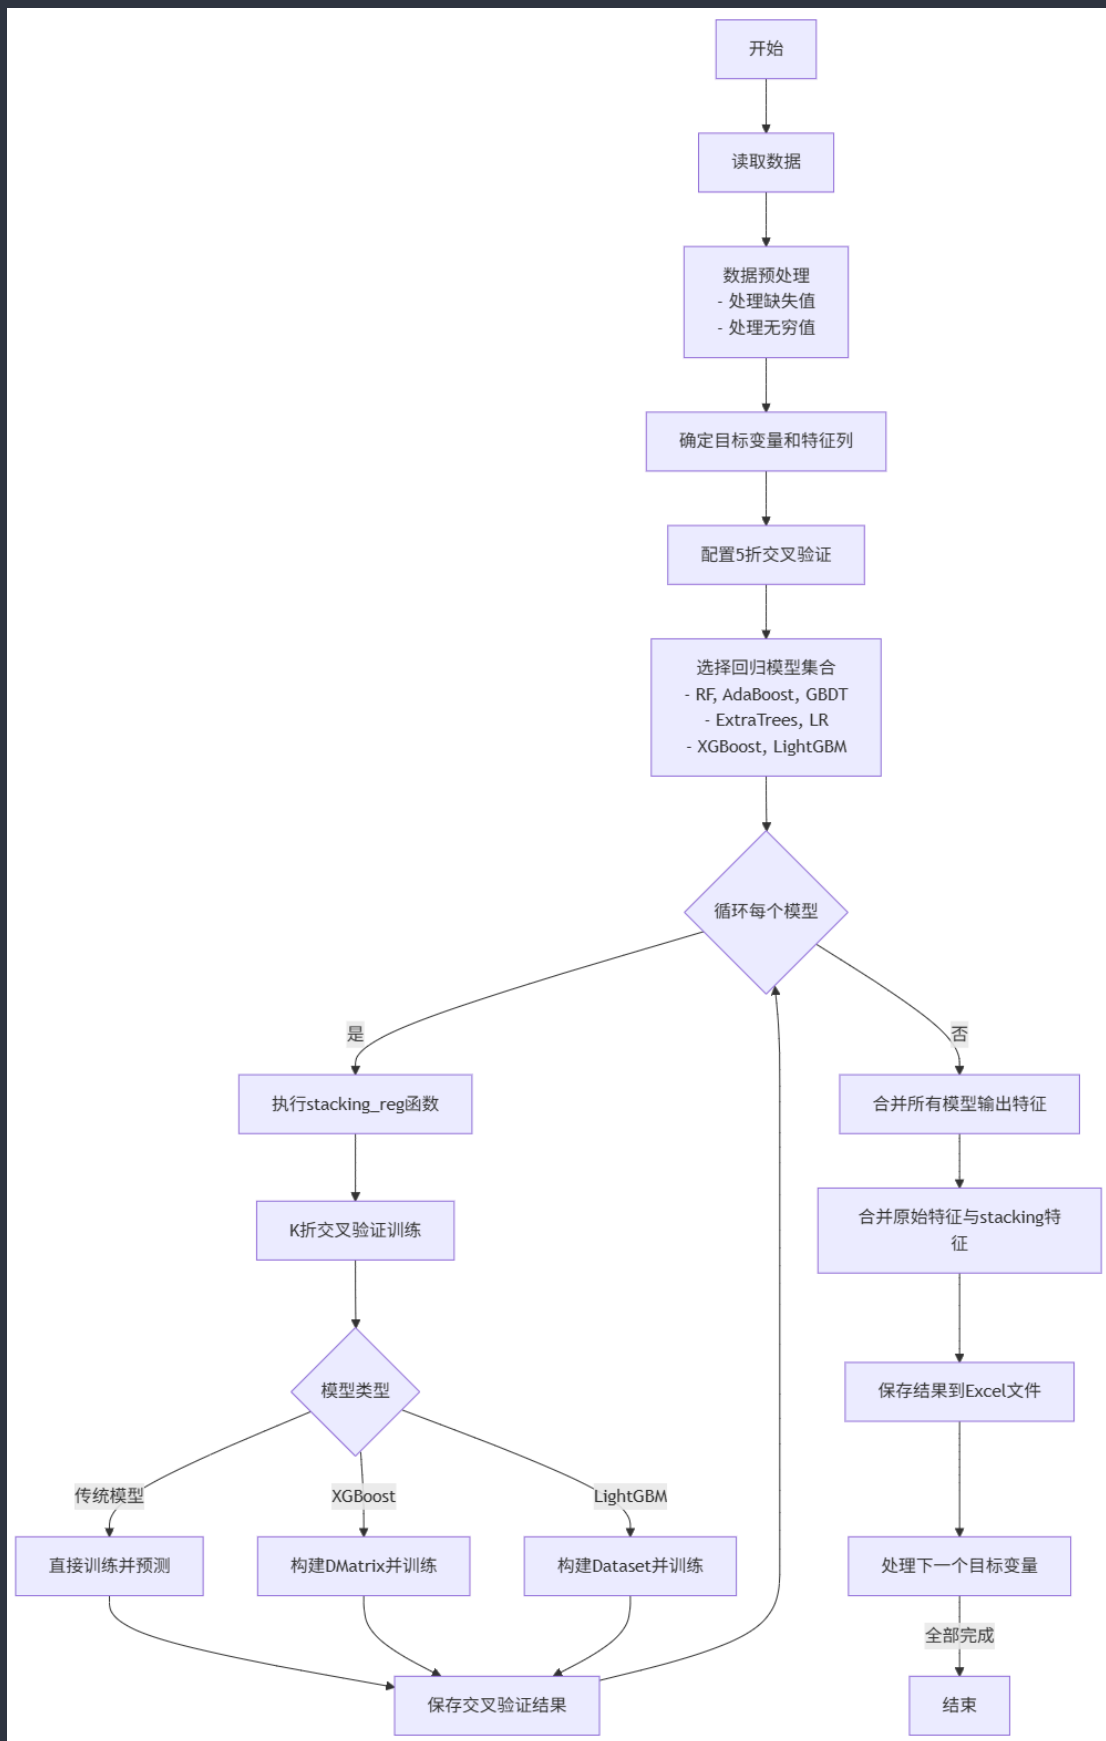 开始
读取数据
数据预处理
- 处理缺失值
- 处理无穷值
确定目标变量和特征列
配置5折交叉验证
选择回归模型集合
- RF, AdaBoost, GBDT
- ExtraTrees, LR
- XGBoost, LightGBM
循环每个模型
是
否
执行stacking_reg函数
合并所有模型输出特征
K折交叉验证训练
合并原始特征与stacking特
征
模型类型
保存结果到Excel文件
传统模型
XGBoost
LightGBM
直接训练并预测
构建DMatrix并训练
构建Dataset并训练
处理下一个目标变量
全部完成
保存交叉验证结果
结束